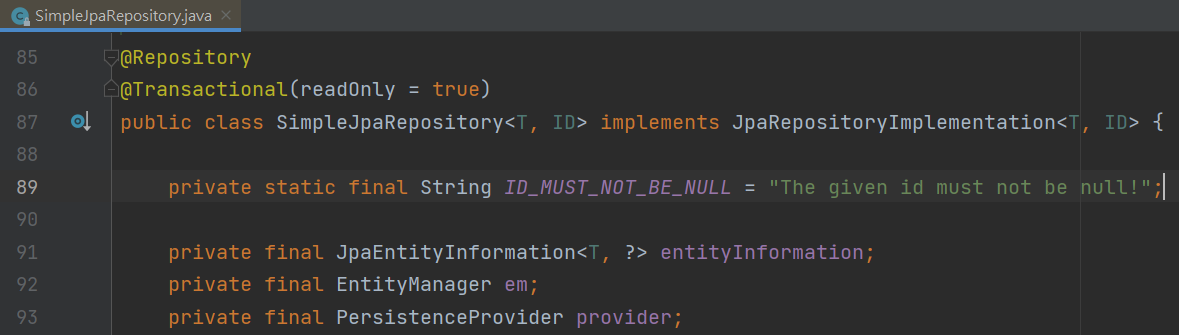 SimpleJpaRepository.java
85 @Repository
86 @Transactional(readOnly = true)
87 public class SimpleJpaRepository<T, ID> implements JpaRepositoryImplementation<T, ID> {
88
89 private static final String ID_MUST_NOT_BE_NULL = "The given id must not be null!";
90
91 private final JpaEntityInformation<T, ?> entityInformation;
92 private final EntityManager em;
93 private final PersistenceProvider provider;